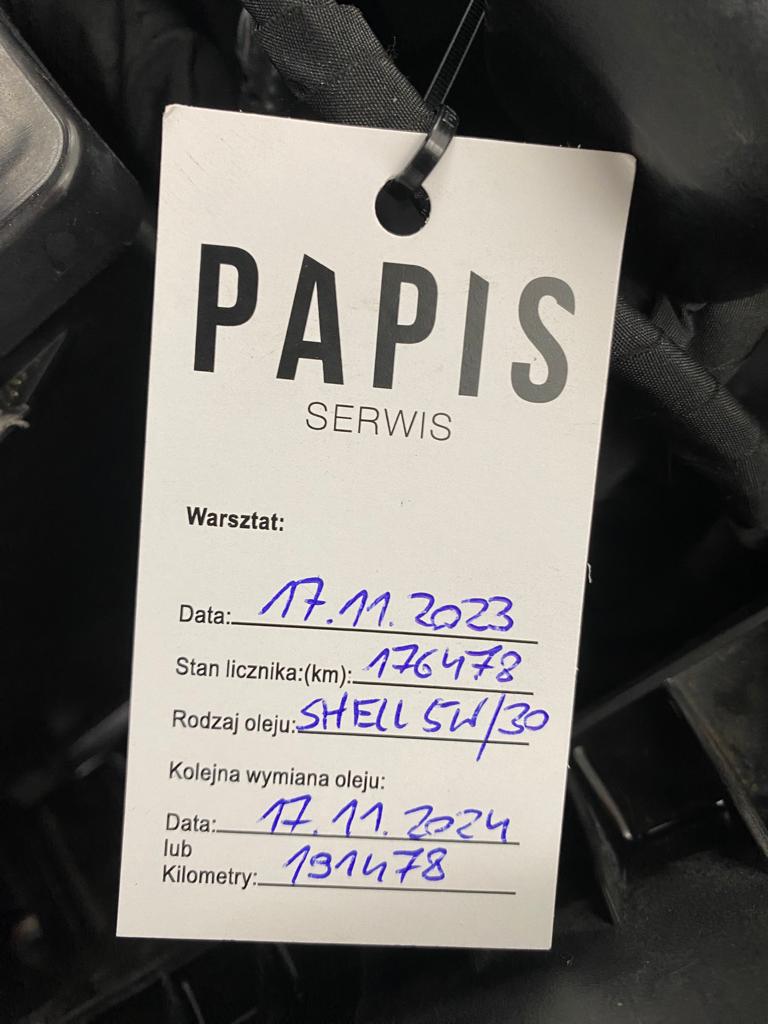 PAPIS
SERWIS
Warsztat:
Data: 17.11.2023
Stan licznika:(km): 176478
Rodzaj oleju: SHELL 5W/30
Kolejna wymiana oleju:
Data: 17.11.2024
lub
Kilometry: 191478